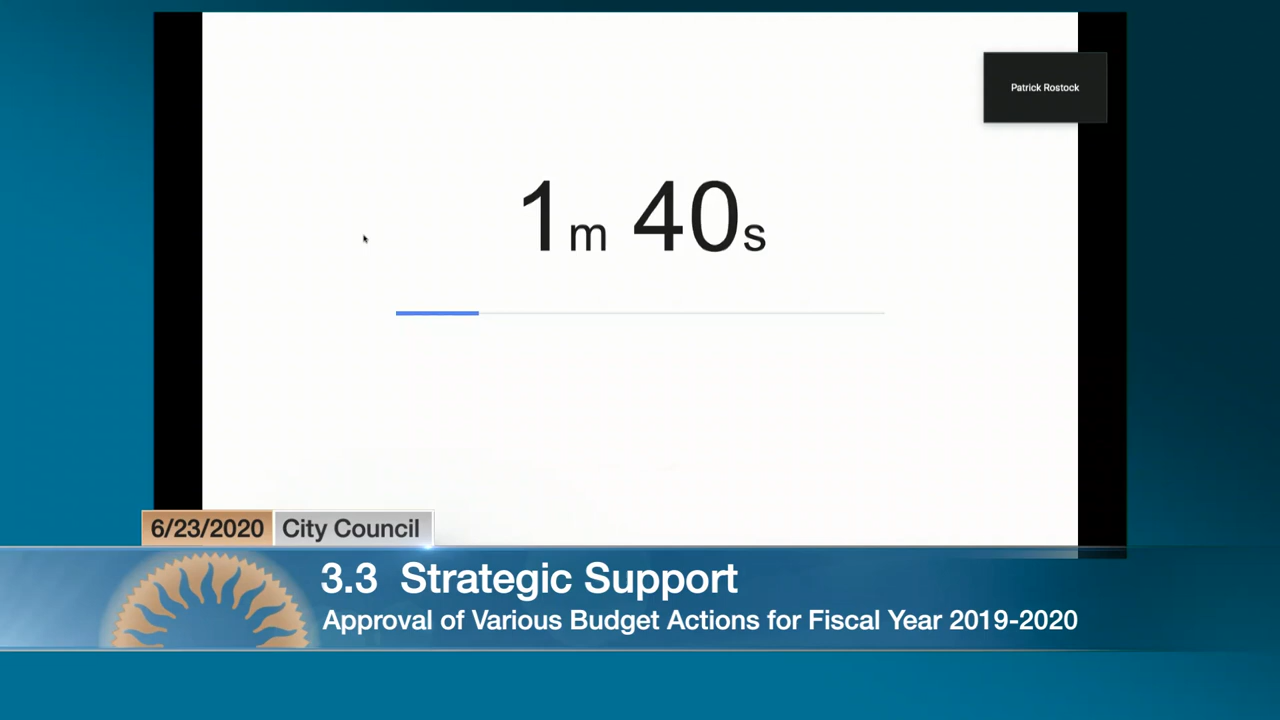 Patrick Rostock
1m 40s
6/23/2020 City Council
3.3 Strategic Support
Approval of Various Budget Actions for Fiscal Year 2019-2020